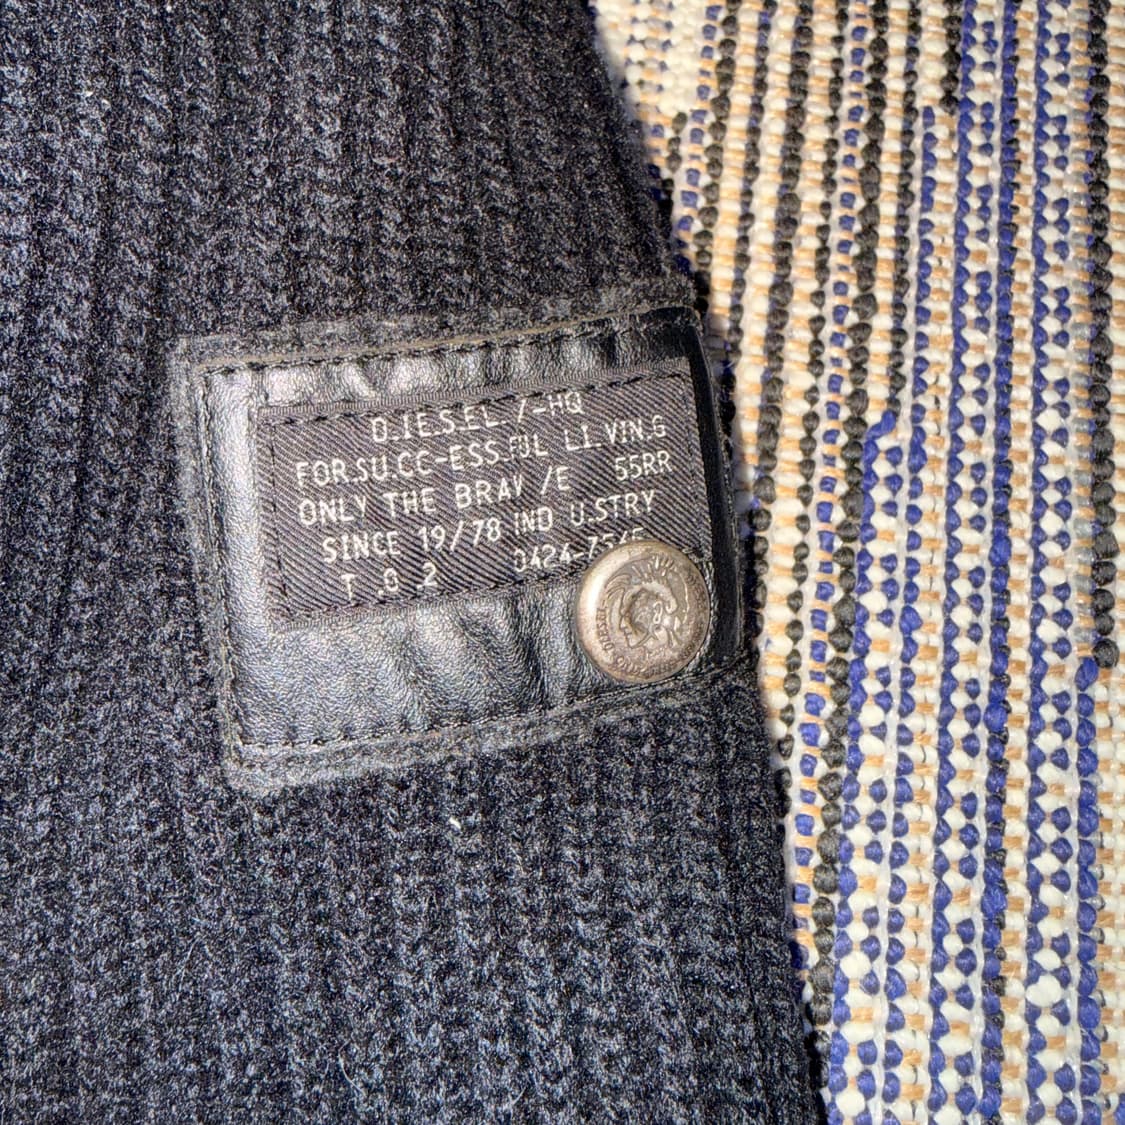 D.IE.S.EL. /-HQ
FOR.SU.CC-ESS.FUL LI.VIN.G
ONLY THE BRAV /E 55RR
SINCE 19/78 IND U.STRY
T .O 2